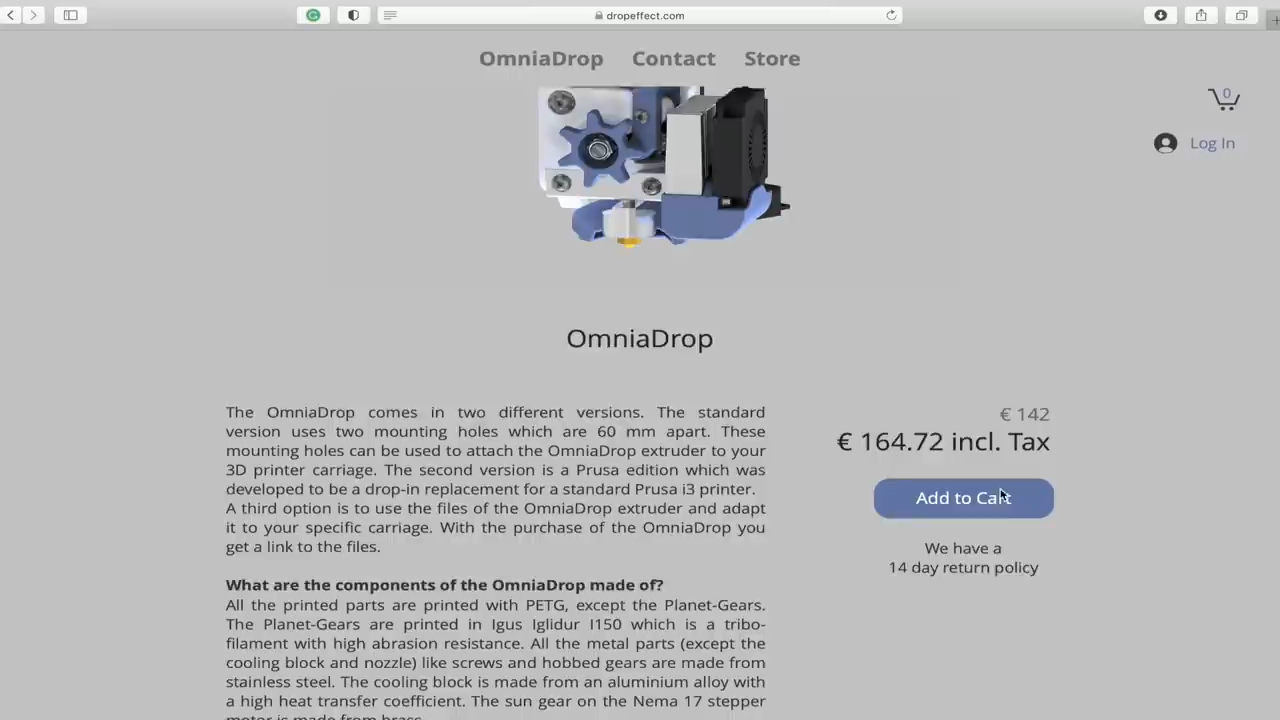 dropeffect.com
OmniaDrop Contact Store
0
Log In
OmniaDrop
The OmniaDrop comes in two different versions. The standard
version uses two mounting holes which are 60 mm apart. These
mounting holes can be used to attach the OmniaDrop extruder to your
3D printer carriage. The second version is a Prusa edition which was
developed to be a drop-in replacement for a standard Prusa i3 printer.
A third option is to use the files of the OmniaDrop extruder and adapt
it to your specific carriage. With the purchase of the OmniaDrop you
get a link to the files.
€ 142
€ 164.72 incl. Tax
Add to Cart
We have a
14 day return policy
What are the components of the OmniaDrop made of?
All the printed parts are printed with PETG, except the Planet-Gears.
The Planet-Gears are printed in Igus Iglidur I150 which is a tribo-
filament with high abrasion resistance. All the metal parts (except the
cooling block and nozzle) like screws and hobbed gears are made from
stainless steel. The cooling block is made from an aluminium alloy with
a high heat transfer coefficient. The sun gear on the Nema 17 stepper
motor is made from brass.